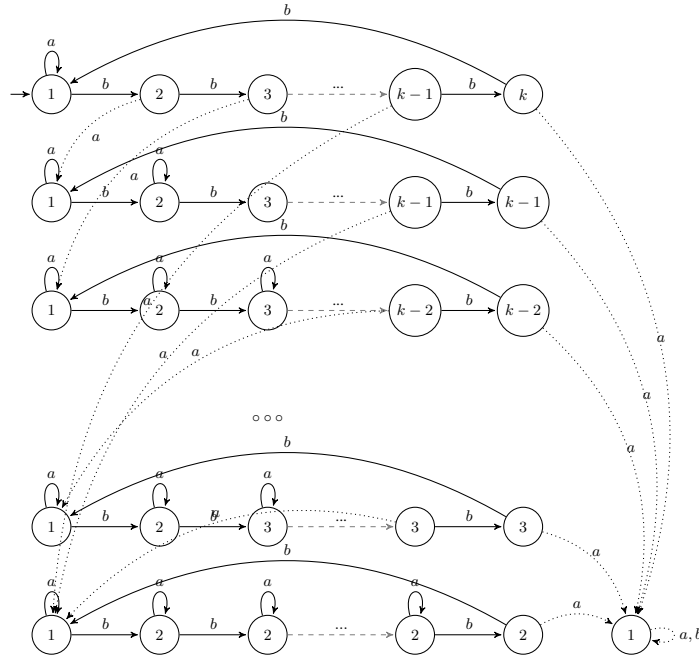 b
a
1 b 2 b 3 ... k − 1 b k
a
b
a a a
1 b 2 b 3 ... k − 1 b k − 1
b
a a a
1 b a 2 b 3 ... k − 2 b k − 2
a
a a
a
a
b
a a a
1 b 2 b a 3 ... 3 b 3
a
b
a a a a
1 b 2 b 2 ... 2 b 2 a 1 a, b